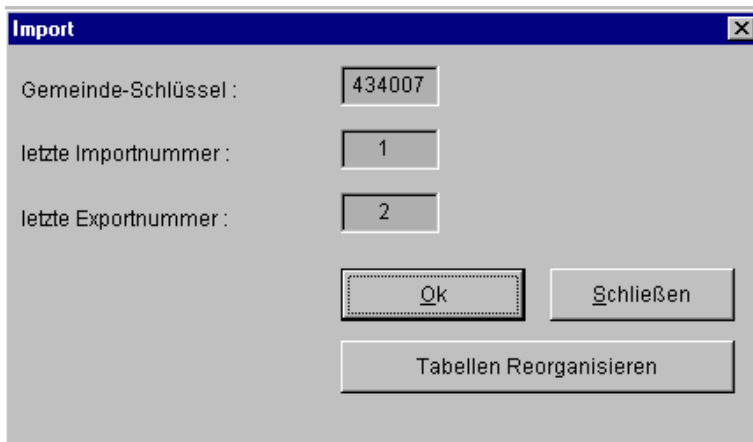 Import
Gemeinde-Schlüssel : 434007
letzte Importnummer : 1
letzte Exportnummer : 2
Ok Schließen
Tabellen Reorganisieren